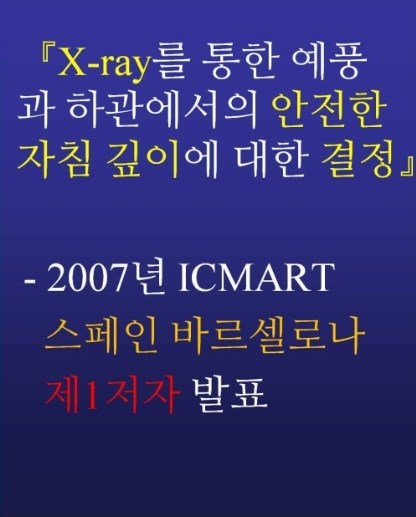 『X-ray를 통한 예풍
과 하관에서의 안전한
자침 깊이에 대한 결정』
- 2007년 ICMART
스페인 바르셀로나
제1저자 발표